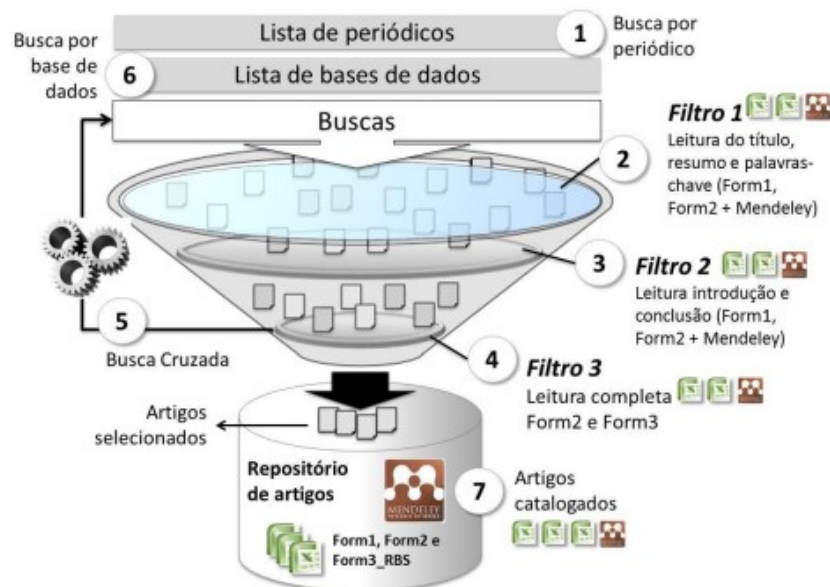 Lista de periódicos
1
Busca por
periódico
Busca por
base de
dados
6
Lista de bases de dados
Buscas
2
Filtro 1
Leitura do título,
resumo e palavras-
chave (Form1,
Form2 + Mendeley)
3
Filtro 2
Leitura introdução e
conclusão (Form1,
Form2 + Mendeley)
5
Busca Cruzada
4
Filtro 3
Leitura completa
Form2 e Form3
Artigos
selecionados
Repositório
de artigos
MENDELEY
7
Artigos
catalogados
Form1, Form2 e
Form3_RBS